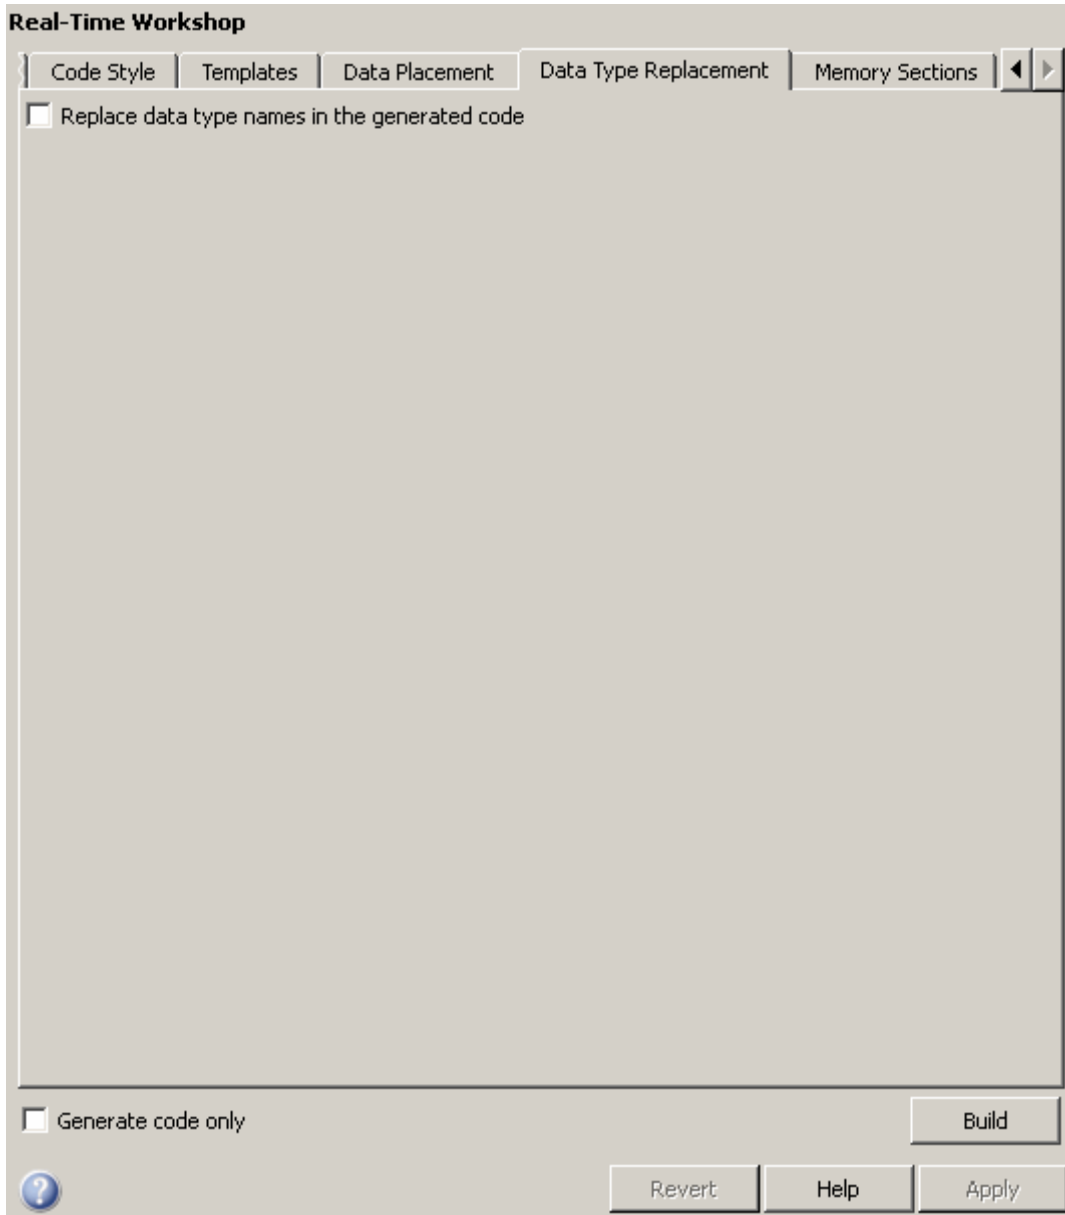 Real-Time Workshop
Code Style Templates Data Placement Data Type Replacement Memory Sections
Replace data type names in the generated code
Generate code only Build
? Revert Help Apply